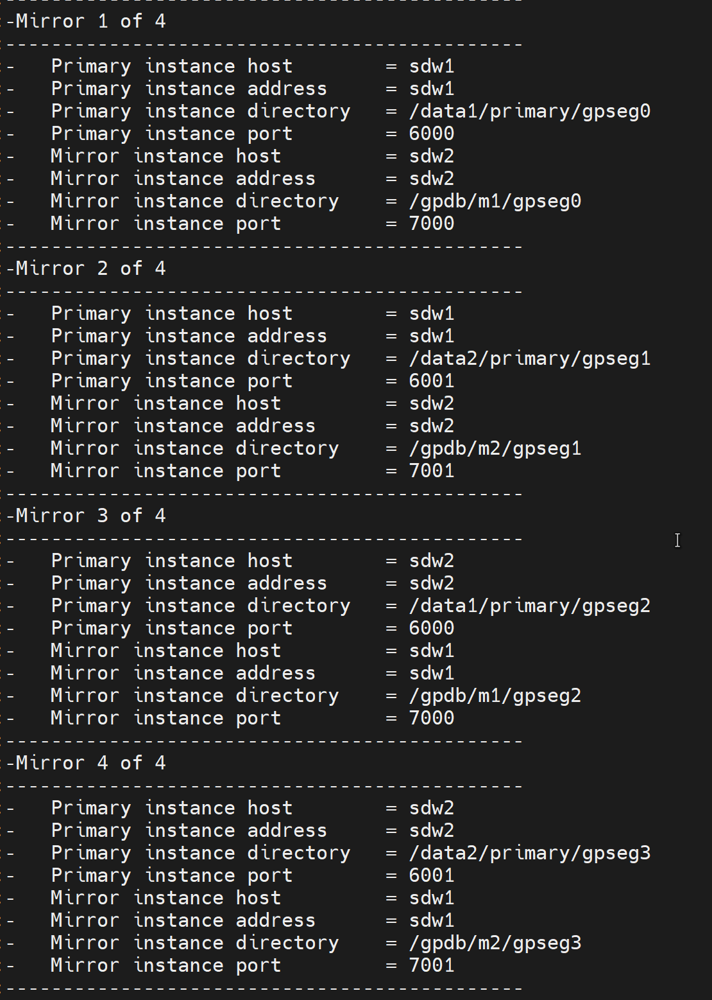 :---------------------------------------------
:-Mirror 1 of 4
:---------------------------------------------
:-   Primary instance host        = sdw1
:-   Primary instance address     = sdw1
:-   Primary instance directory   = /data1/primary/gpseg0
:-   Primary instance port        = 6000
:-   Mirror instance host         = sdw2
:-   Mirror instance address      = sdw2
:-   Mirror instance directory    = /gpdb/m1/gpseg0
:-   Mirror instance port         = 7000
:---------------------------------------------
:-Mirror 2 of 4
:---------------------------------------------
:-   Primary instance host        = sdw1
:-   Primary instance address     = sdw1
:-   Primary instance directory   = /data2/primary/gpseg1
:-   Primary instance port        = 6001
:-   Mirror instance host         = sdw2
:-   Mirror instance address      = sdw2
:-   Mirror instance directory    = /gpdb/m2/gpseg1
:-   Mirror instance port         = 7001
:---------------------------------------------
:-Mirror 3 of 4
:---------------------------------------------
:-   Primary instance host        = sdw2
:-   Primary instance address     = sdw2
:-   Primary instance directory   = /data1/primary/gpseg2
:-   Primary instance port        = 6000
:-   Mirror instance host         = sdw1
:-   Mirror instance address      = sdw1
:-   Mirror instance directory    = /gpdb/m1/gpseg2
:-   Mirror instance port         = 7000
:---------------------------------------------
:-Mirror 4 of 4
:---------------------------------------------
:-   Primary instance host        = sdw2
:-   Primary instance address     = sdw2
:-   Primary instance directory   = /data2/primary/gpseg3
:-   Primary instance port        = 6001
:-   Mirror instance host         = sdw1
:-   Mirror instance address      = sdw1
:-   Mirror instance directory    = /gpdb/m2/gpseg3
:-   Mirror instance port         = 7001
:---------------------------------------------